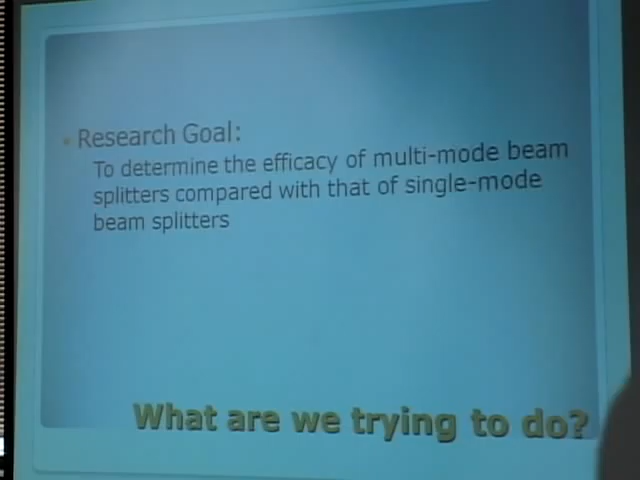 Research Goal:
To determine the efficacy of multi-mode beam
splitters compared with that of single-mode
beam splitters
What are we trying to do?